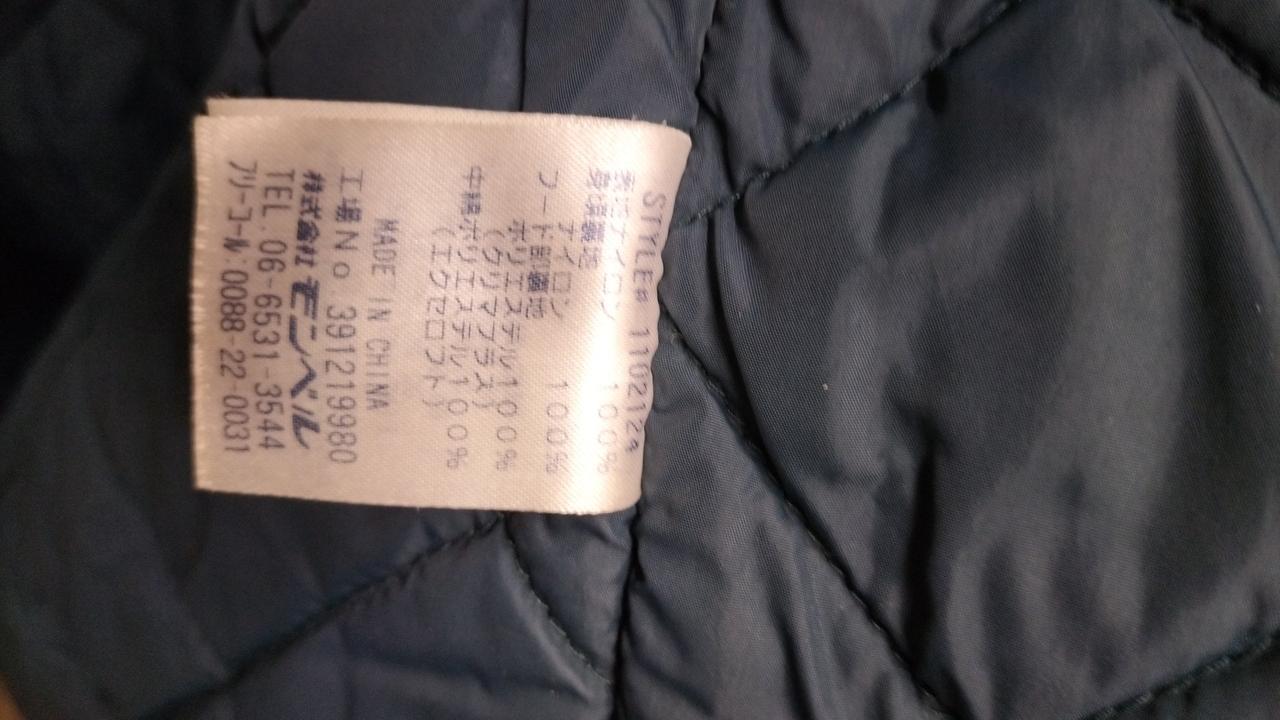 STYLE# 1102124
表地ナイロン 100%
身頃裏地
ナイロン 100%
フード部裏地
ポリエステル100%
(クリマプラス)
中綿ポリエステル100%
(エクセロフト)
MADE IN CHINA
工場No 391219980
株式会社モンベル
TEL.06-6531-3544
フリーコール 0088-22-0031